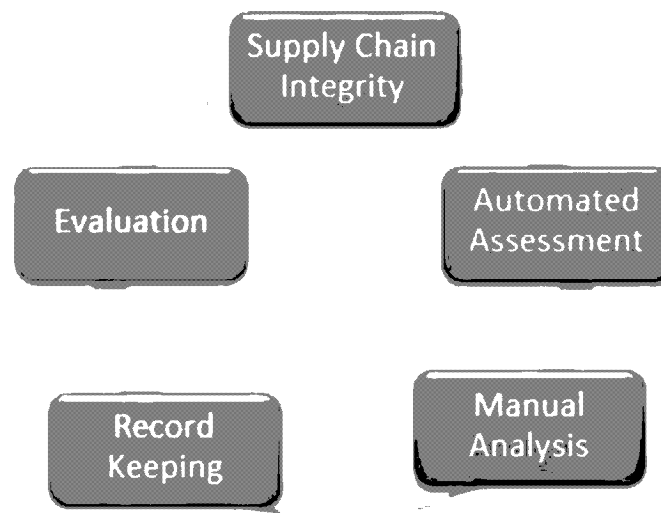 Supply Chain
Integrity
Evaluation
Automated
Assessment
Record
Keeping
Manual
Analysis